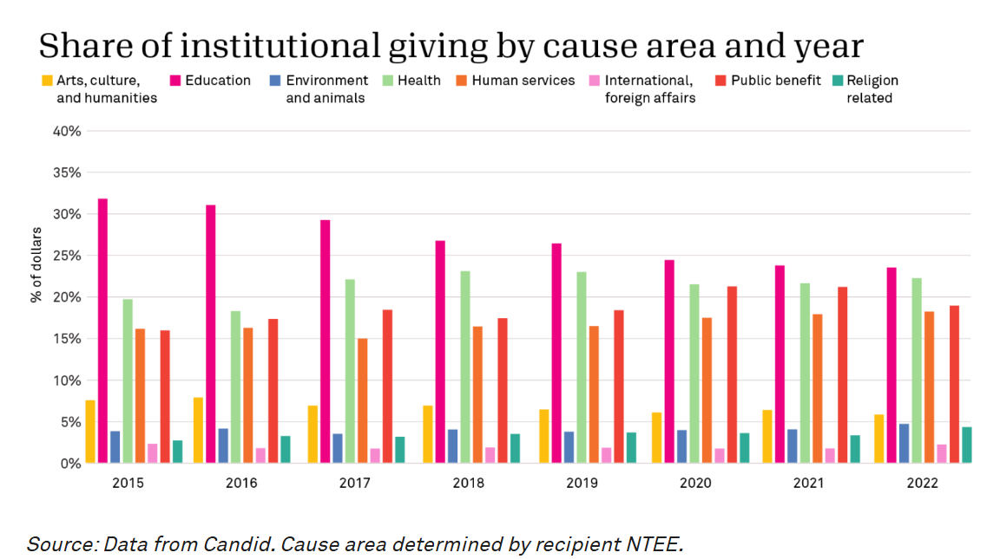 Share of institutional giving by cause area and year
Arts, culture, Education Environment Health Human services International, Public benefit Religion
and humanities and animals foreign affairs related
40%
35%
30%
25%
20%
15%
10%
5%
0%
% of dollars
2015 2016 2017 2018 2019 2020 2021 2022
Source: Data from Candid. Cause area determined by recipient NTEE.